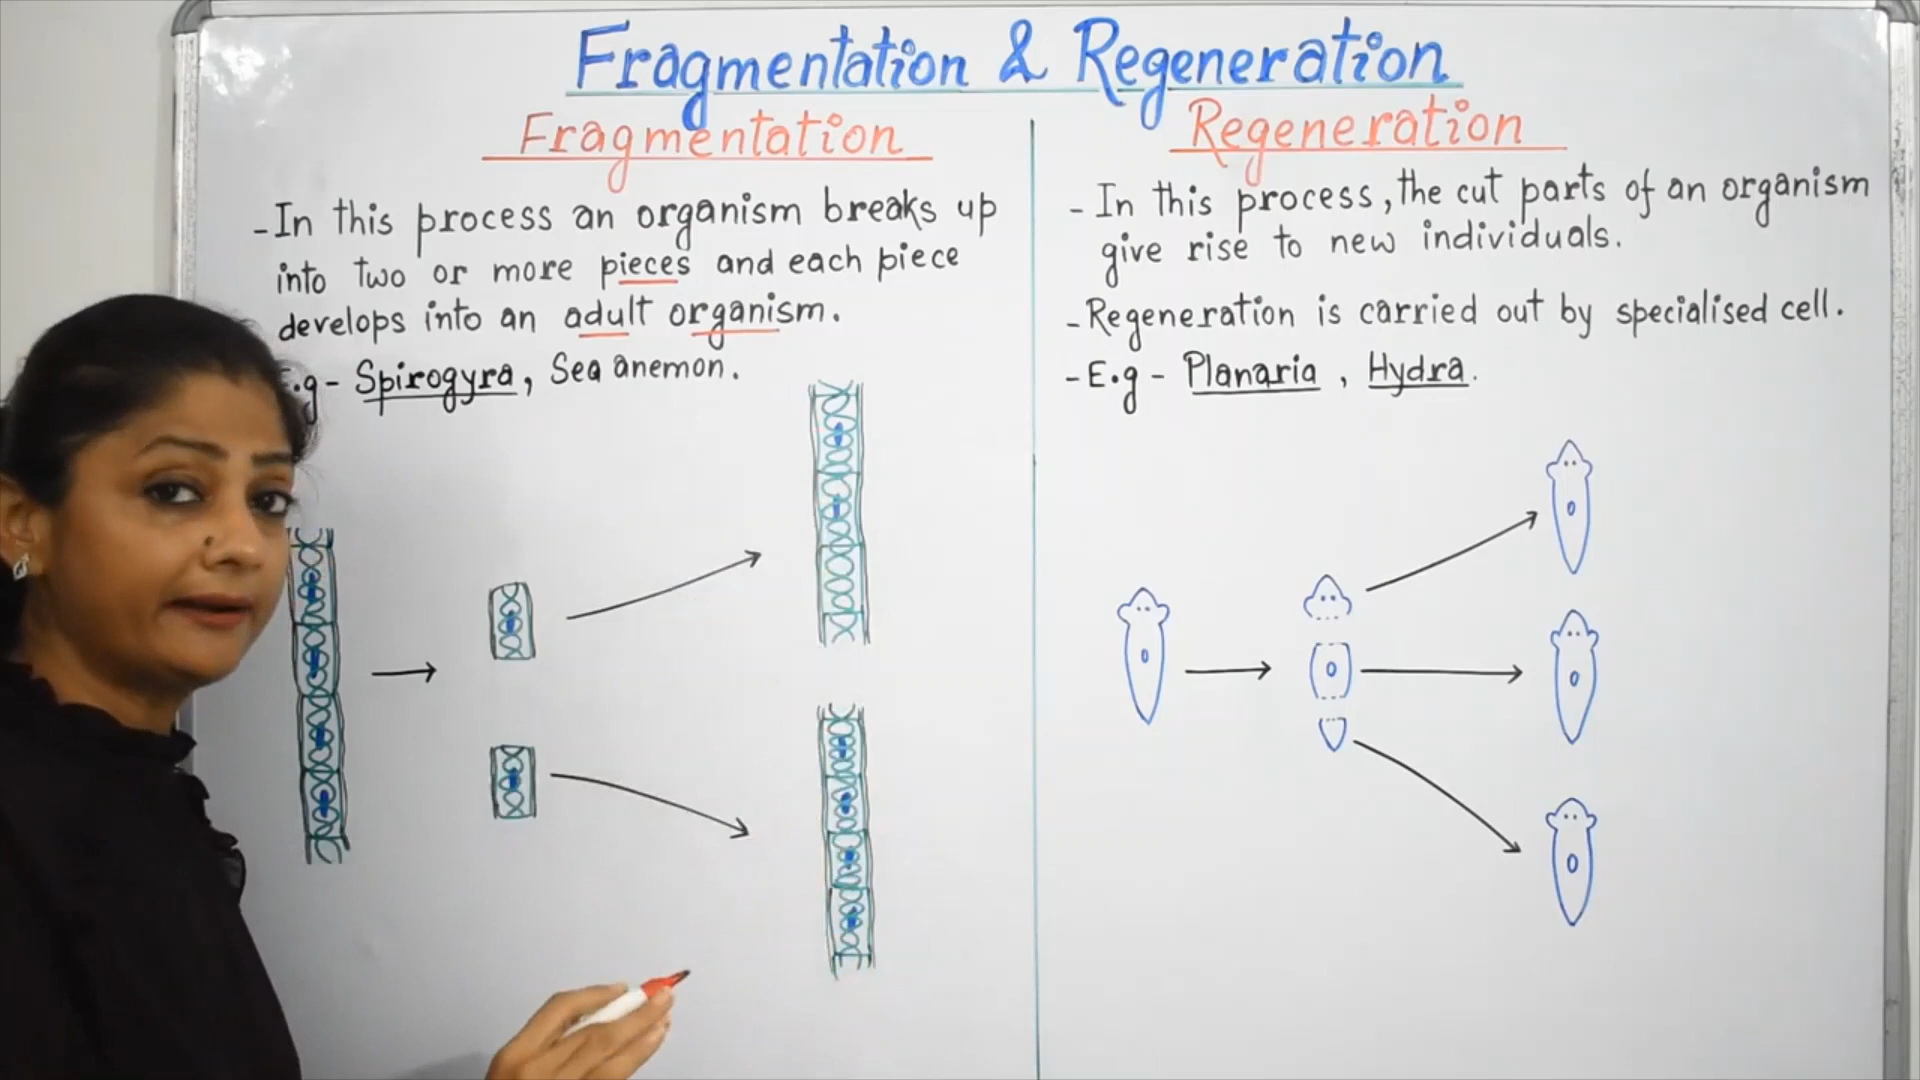 Fragmentation & Regeneration
Fragmentation
- In this process an organism breaks up
into two or more pieces and each piece
develops into an adult organism.
.g - Spirogyra, Sea anemon.
Regeneration
- In this process, the cut parts of an organism
give rise to new individuals.
- Regeneration is carried out by specialised cell.
- E.g - Planaria, Hydra.